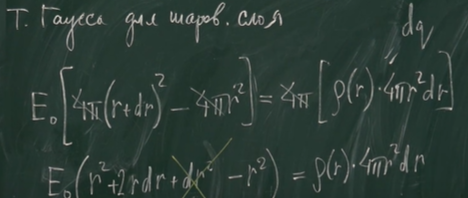 Т. Гаусса для шаров. слоя
dq
E₀[4π(r+dr)² − 4πr²] = 4π[ρ(r)·4πr²dr]
E₀(r²+2rdr+dr² − r²) = ρ(r)·4πr²dr